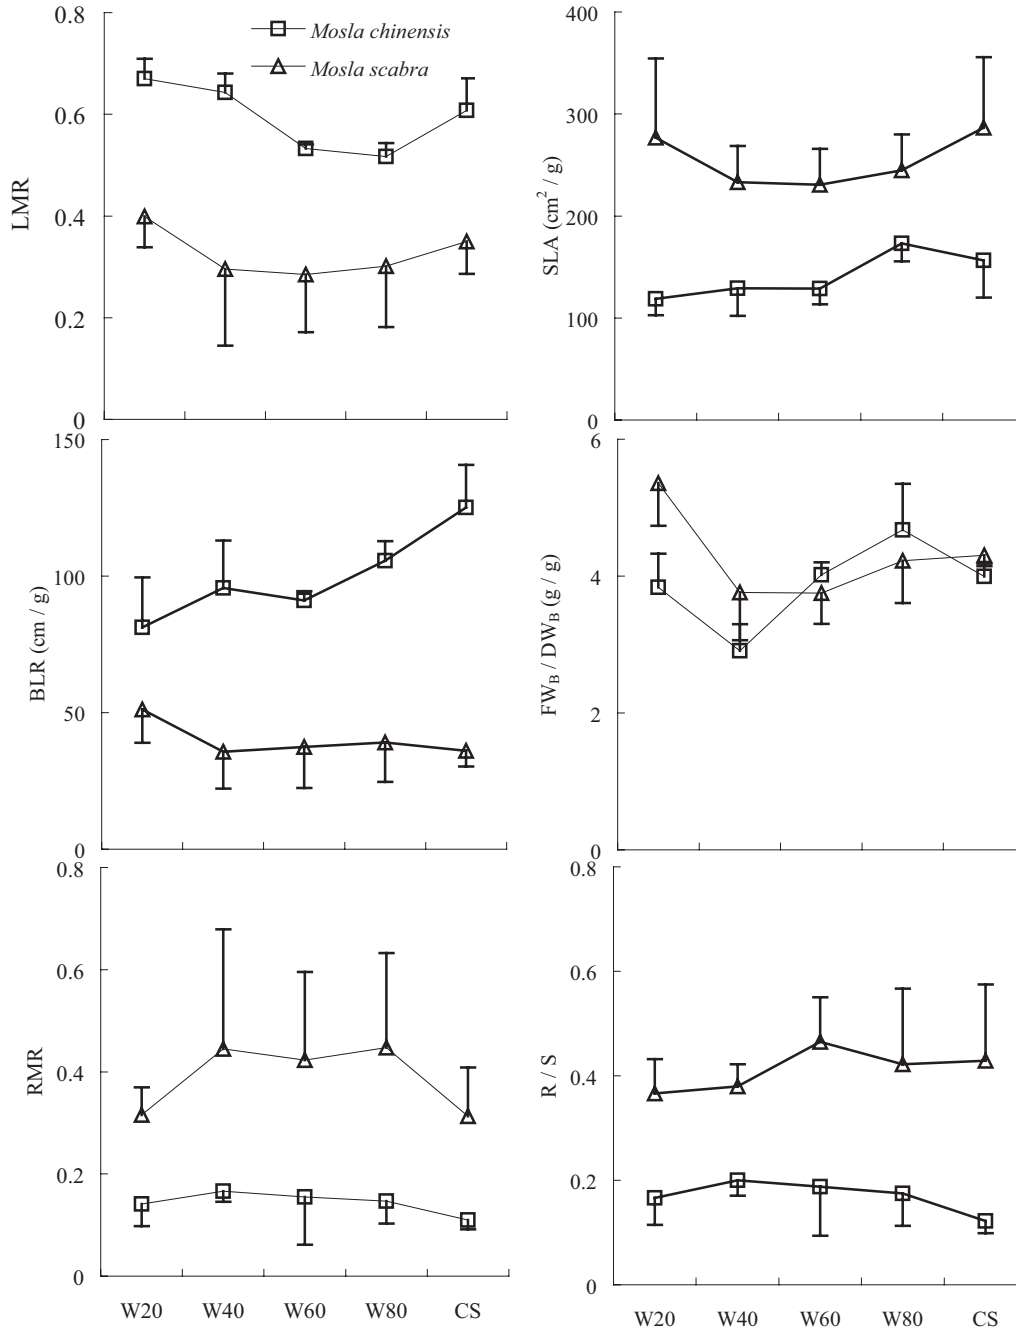 0.8
0.6
0.4
0.2
0
LMR
Mosla chinensis
Mosla scabra
400
300
200
100
0
SLA (cm2 / g)
150
100
50
0
BLR (cm / g)
6
4
2
0
FWB / DWB (g / g)
0.8
0.6
0.4
0.2
0
RMR
W20 W40 W60 W80 CS
0.8
0.6
0.4
0.2
0
R / S
W20 W40 W60 W80 CS